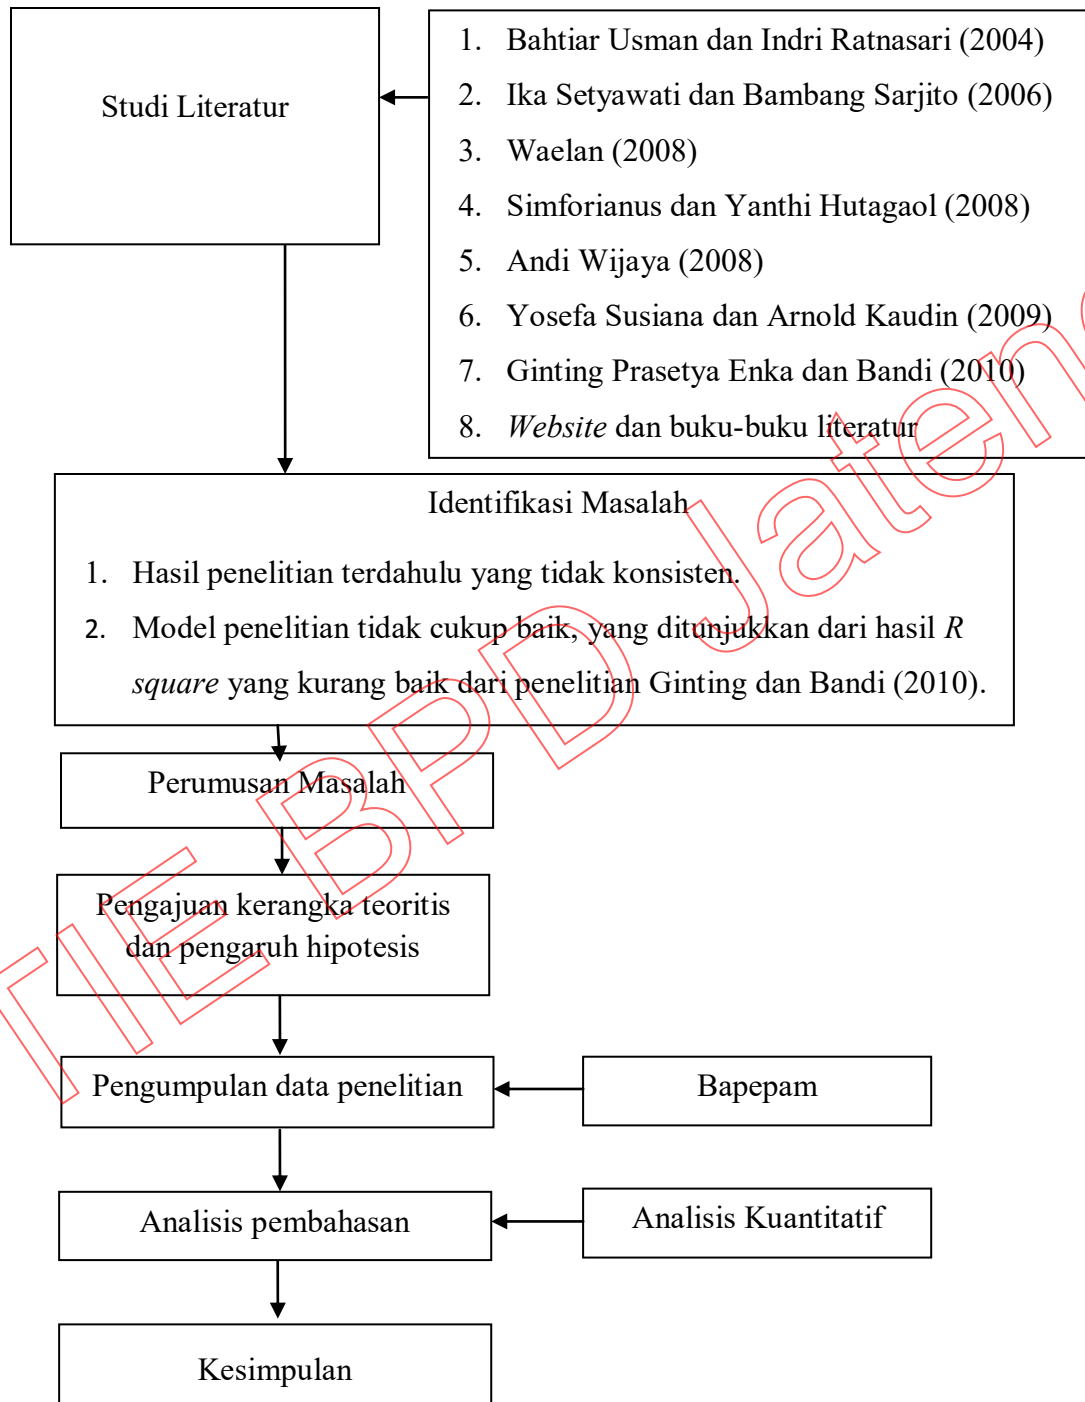 Studi Literatur
1. Bahtiar Usman dan Indri Ratnasari (2004)
2. Ika Setyawati dan Bambang Sarjito (2006)
3. Waelan (2008)
4. Simforianus dan Yanthi Hutagaol (2008)
5. Andi Wijaya (2008)
6. Yosefa Susiana dan Arnold Kaudin (2009)
7. Ginting Prasetya Enka dan Bandi (2010)
8. Website dan buku-buku literatur
Identifikasi Masalah
1. Hasil penelitian terdahulu yang tidak konsisten.
2. Model penelitian tidak cukup baik, yang ditunjukkan dari hasil R
square yang kurang baik dari penelitian Ginting dan Bandi (2010).
Perumusan Masalah
Pengajuan kerangka teoritis
dan pengaruh hipotesis
Pengumpulan data penelitian
Bapepam
Analisis pembahasan
Analisis Kuantitatif
Kesimpulan
TIE BPD Jaten